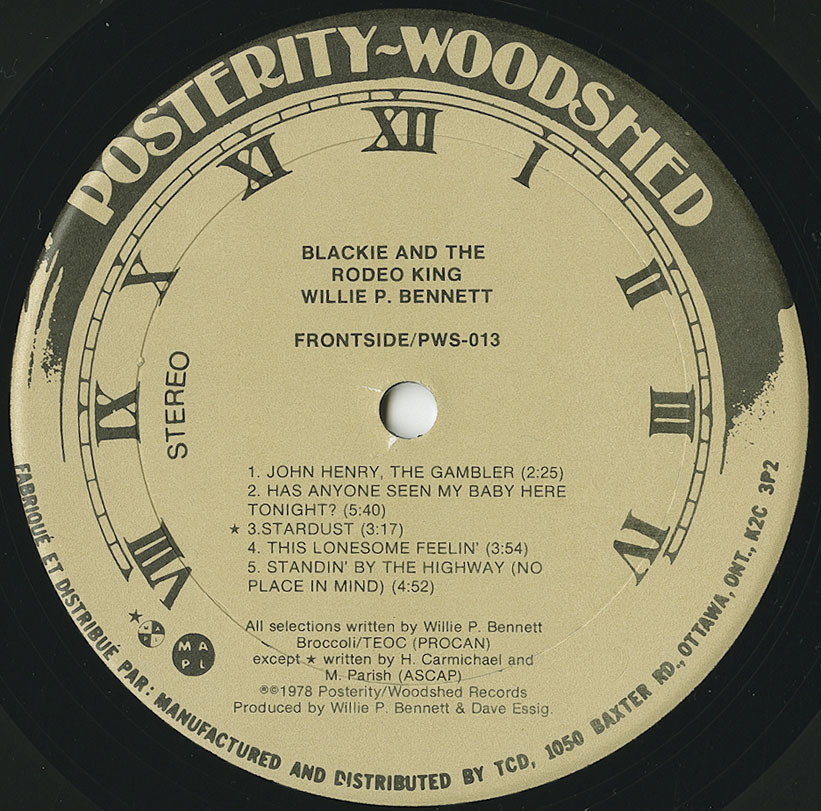 POSTERITY~WOODSHED
XII
I
II
III
IV
VIII
IX
X
XI
STEREO
BLACKIE AND THE
RODEO KING
WILLIE P. BENNETT
FRONTSIDE/PWS-013
1. JOHN HENRY, THE GAMBLER (2:25)
2. HAS ANYONE SEEN MY BABY HERE
TONIGHT? (5:40)
★ 3.STARDUST (3:17)
4. THIS LONESOME FEELIN' (3:54)
5. STANDIN' BY THE HIGHWAY (NO
PLACE IN MIND) (4:52)
★ MAPL
MAPL
All selections written by Willie P. Bennett
Broccoli/TEOC (PROCAN)
except ★ written by H. Carmichael and
M. Parish (ASCAP)
℗©1978 Posterity/Woodshed Records
Produced by Willie P. Bennett & Dave Essig.
FABRIQUÉ ET DISTRIBUÉ PAR: MANUFACTURED AND DISTRIBUTED BY TCD, 1050 BAXTER RD., OTTAWA, ONT., K2C 3P2